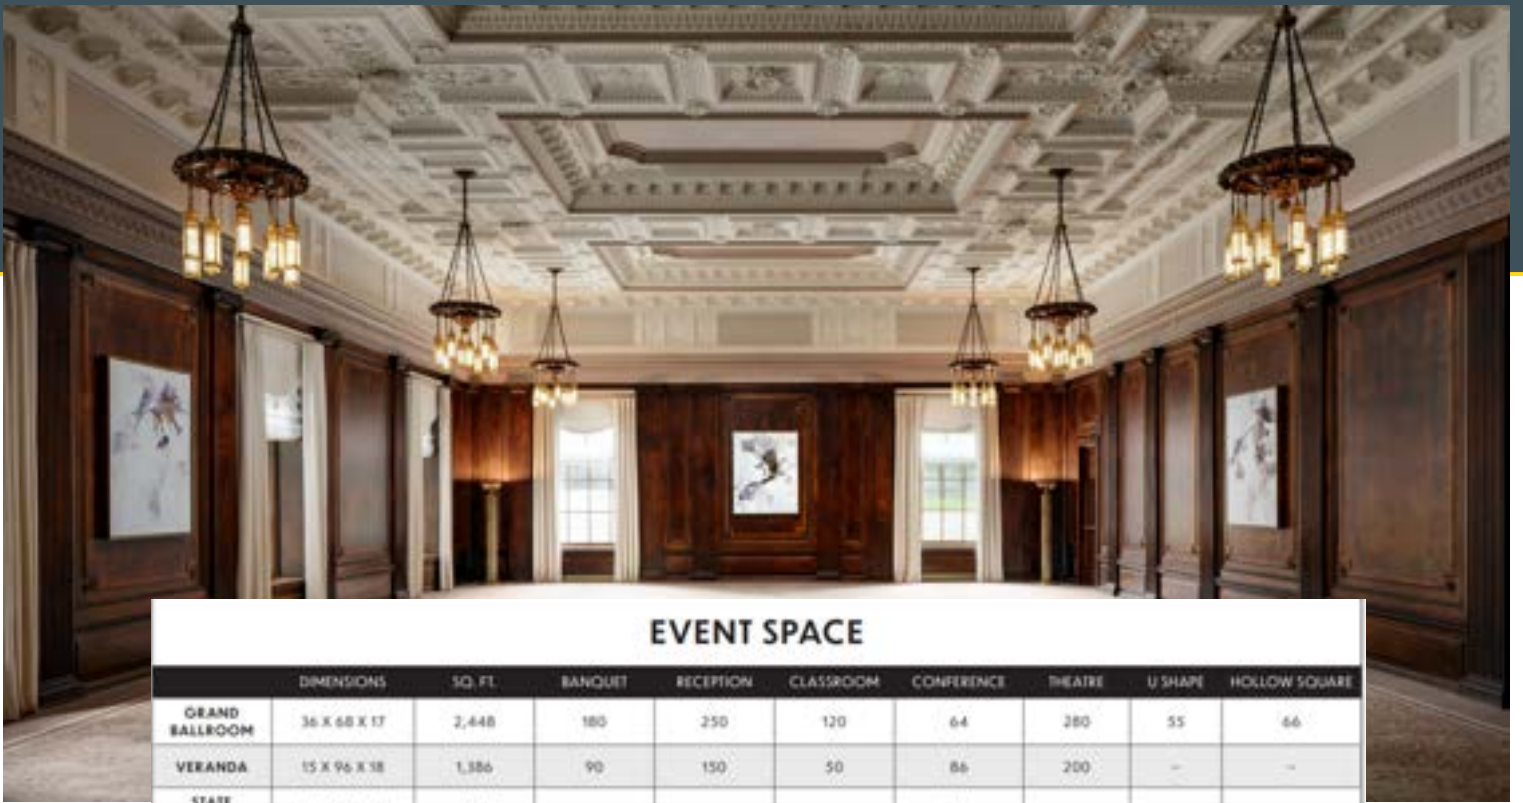 EVENT SPACE
DIMENSIONS SQ. FT. BANQUET RECEPTION CLASSROOM CONFERENCE THEATRE U SHAPE HOLLOW SQUARE
GRAND
BALLROOM 36 X 68 X 17 2,448 180 250 120 64 280 55 66
VERANDA 15 X 96 X 18 1,386 90 150 50 86 200 – –
STATE